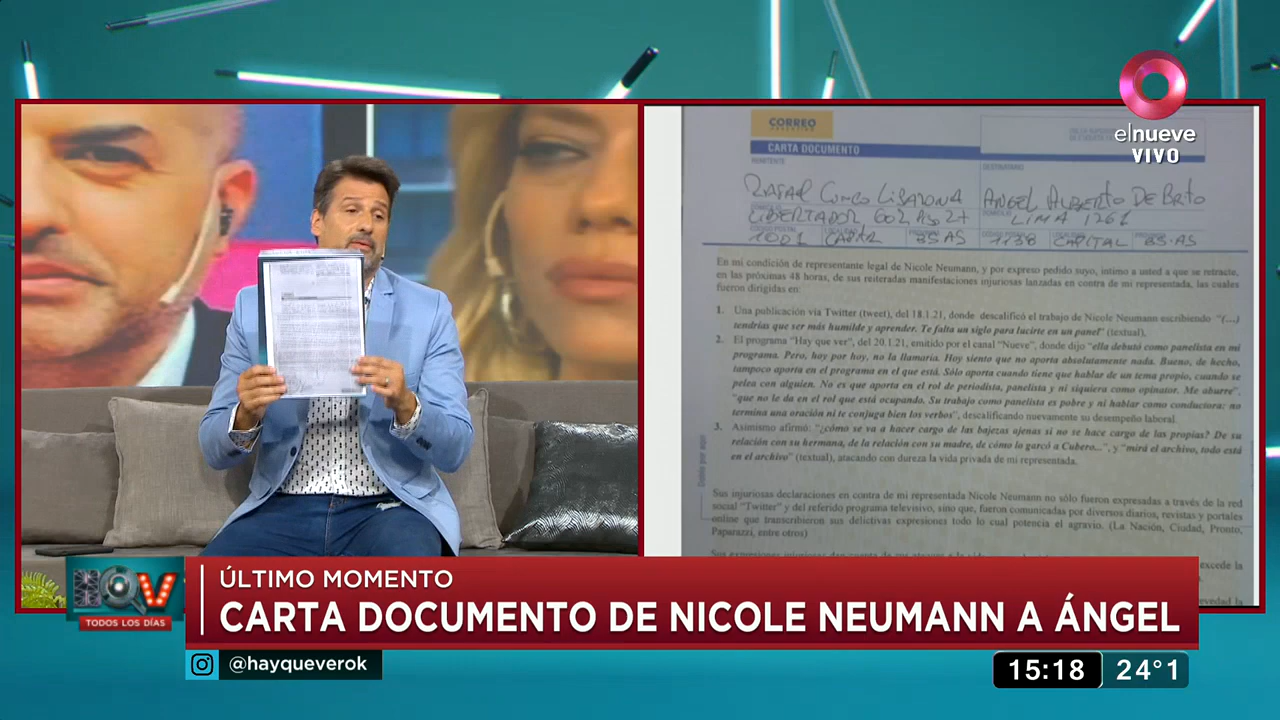 elnueve
VIVO
CORREO
ARGENTINO
CARTA DOCUMENTO
REMITENTE
DESTINATARIO
RAFAEL CUNEO LIBARONA
ANGEL ALBERTO DE BRITO
LIBERTADOR 602 PISO 27
LIMA 1261
1001 CABA BS AS
1138 CAPITAL BS.AS
En mi condición de representante legal de Nicole Neumann, y por expreso pedido suyo, intimo a usted a que se retracte,
en las próximas 48 horas, de sus reiteradas manifestaciones injuriosas lanzadas en contra de mi representada, las cuales
fueron dirigidas en:
1. Una publicación via Twitter (tweet), del 18.1.21, donde descalificó el trabajo de Nicole Neumann escribiendo "(...)
tendrías que ser más humilde y aprender. Te falta un siglo para lucirte en un panel" (textual).
2. El programa "Hay que ver", del 20.1.21, emitido por el canal "Nueve", donde dijo "ella debutó como panelista en mi
programa. Pero, hoy por hoy, no la llamaría. Hoy siento que no aporta absolutamente nada. Bueno, de hecho,
tampoco aporta en el programa en el que está. Sólo aporta cuando tiene que hablar de un tema propio, cuando se
pelea con alguien. No es que aporta en el rol de periodista, panelista y ni siquiera como opinator. Me aburre".
"que no le da en el rol que está ocupando. Su trabajo como panelista es pobre y ni hablar como conductora: no
termina una oración ni te conjuga bien los verbos", descalificando nuevamente su desempeño laboral.
3. Asimismo afirmó: "¿cómo se va a hacer cargo de las bajezas ajenas si no se hace cargo de las propias? De su
relación con su hermana, de la relación con su madre, de cómo lo garcó a Cubero...", y "mirá el archivo, todo está
en el archivo" (textual), atacando con dureza la vida privada de mi representada.
Sus injuriosas declaraciones en contra de mi representada Nicole Neumann no sólo fueron expresadas a través de la red
social "Twitter" y del referido programa televisivo, sino que, fueron comunicadas por diversos diarios, revistas y portales
online que transcribieron sus delictivas expresiones todo lo cual potencia el agravio. (La Nación, Ciudad, Pronto,
Paparazzi, entre otros)
excede la
HQV
TODOS LOS DÍAS
ÚLTIMO MOMENTO
CARTA DOCUMENTO DE NICOLE NEUMANN A ÁNGEL
@hayqueverok
15:18 24°1